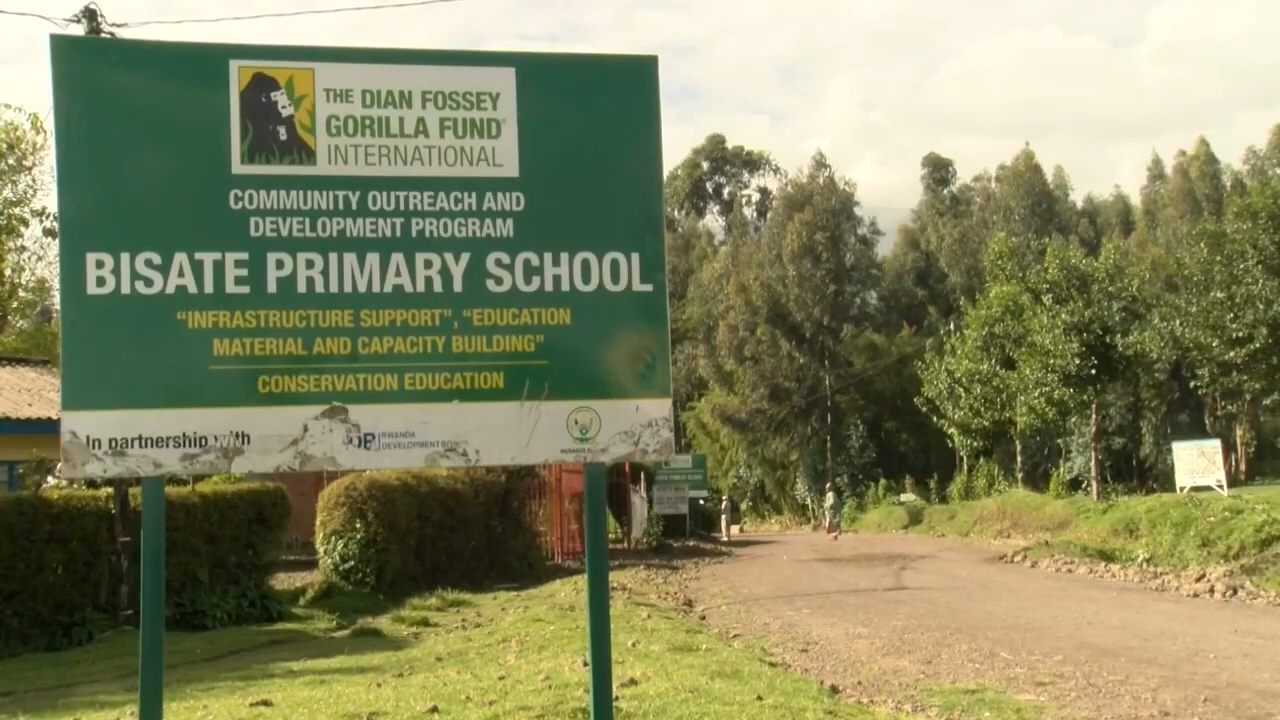 THE DIAN FOSSEY
GORILLA FUND®
INTERNATIONAL
COMMUNITY OUTREACH AND
DEVELOPMENT PROGRAM
BISATE PRIMARY SCHOOL
"INFRASTRUCTURE SUPPORT", "EDUCATION
MATERIAL AND CAPACITY BUILDING"
CONSERVATION EDUCATION
In partnership with
RWANDA
DEVELOPMENT